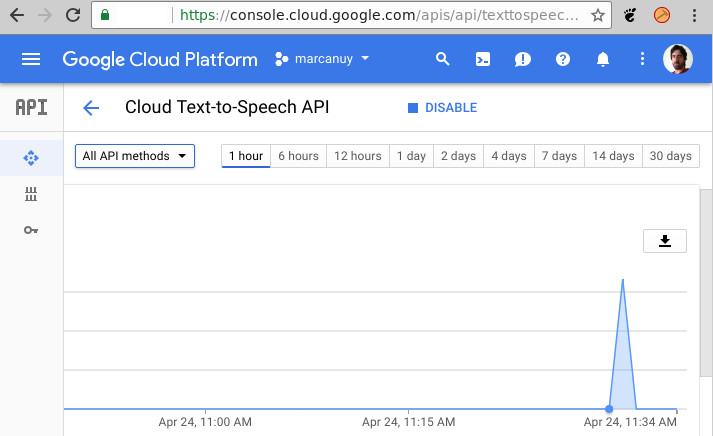 https://console.cloud.google.com/apis/api/texttospeec...
Google Cloud Platform marcanuy
API Cloud Text-to-Speech API DISABLE
All API methods 1 hour 6 hours 12 hours 1 day 2 days 4 days 7 days 14 days 30 days
Apr 24, 11:00 AM Apr 24, 11:15 AM Apr 24, 11:34 AM